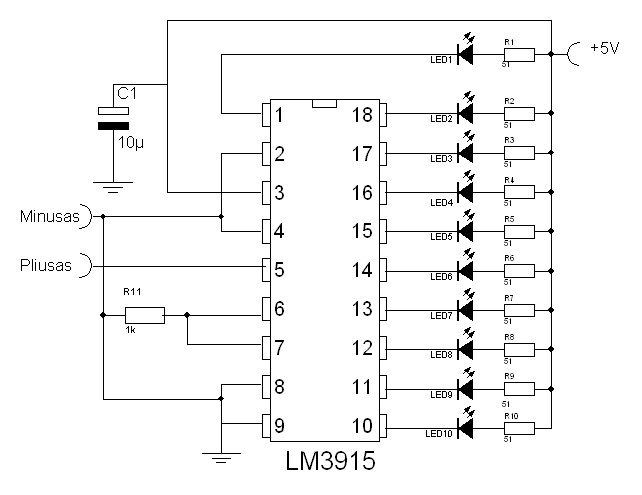 R1
+5V
LED1
51
C1
10µ
1
18
LED2
R2
51
2
17
LED3
R3
51
3
16
LED4
R4
51
Minusas
4
15
LED5
R5
51
Pliusas
5
14
LED6
R6
51
R11
1k
6
13
LED7
R7
51
7
12
LED8
R8
51
8
11
LED9
R9
51
9
10
LED10
R10
51
LM3915